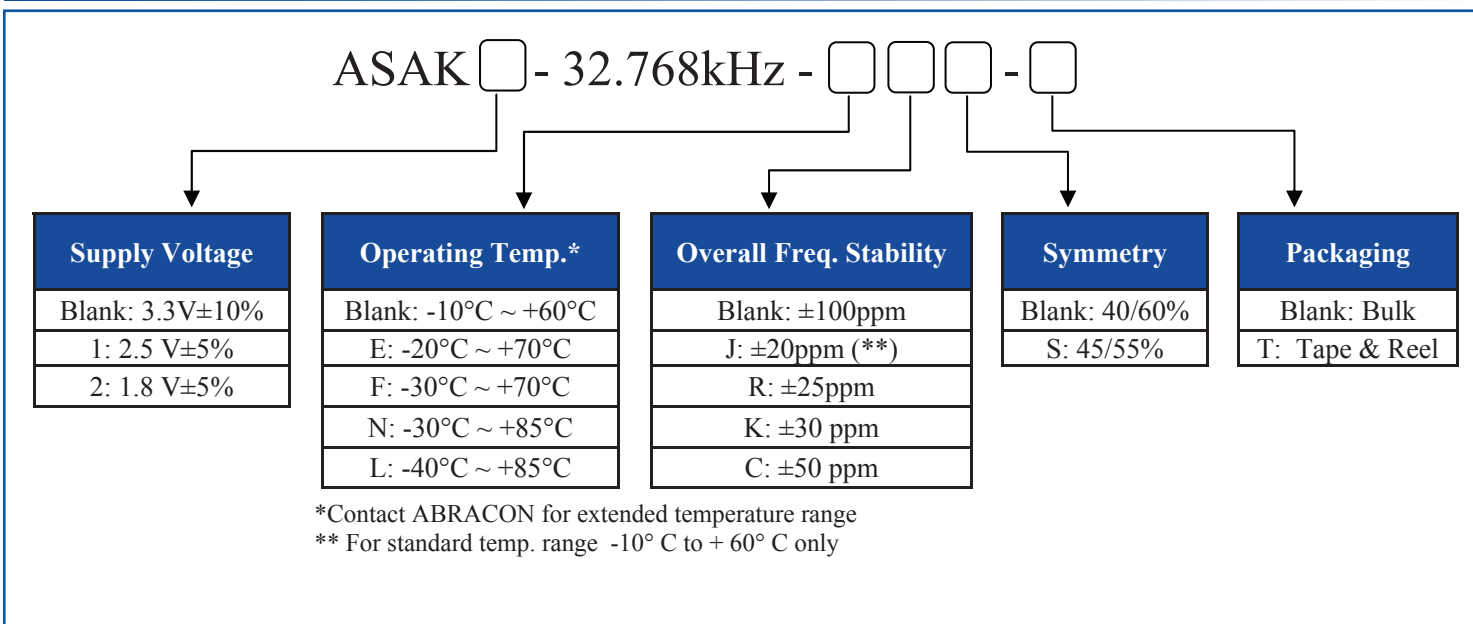 ASAK - 32.768kHz - -
Supply Voltage
Blank: 3.3V±10%
1: 2.5 V±5%
2: 1.8 V±5%
Operating Temp.*
Blank: -10°C ~ +60°C
E: -20°C ~ +70°C
F: -30°C ~ +70°C
N: -30°C ~ +85°C
L: -40°C ~ +85°C
Overall Freq. Stability
Blank: ±100ppm
J: ±20ppm (**)
R: ±25ppm
K: ±30 ppm
C: ±50 ppm
Symmetry
Blank: 40/60%
S: 45/55%
Packaging
Blank: Bulk
T: Tape & Reel
*Contact ABRACON for extended temperature range
** For standard temp. range -10° C to + 60° C only